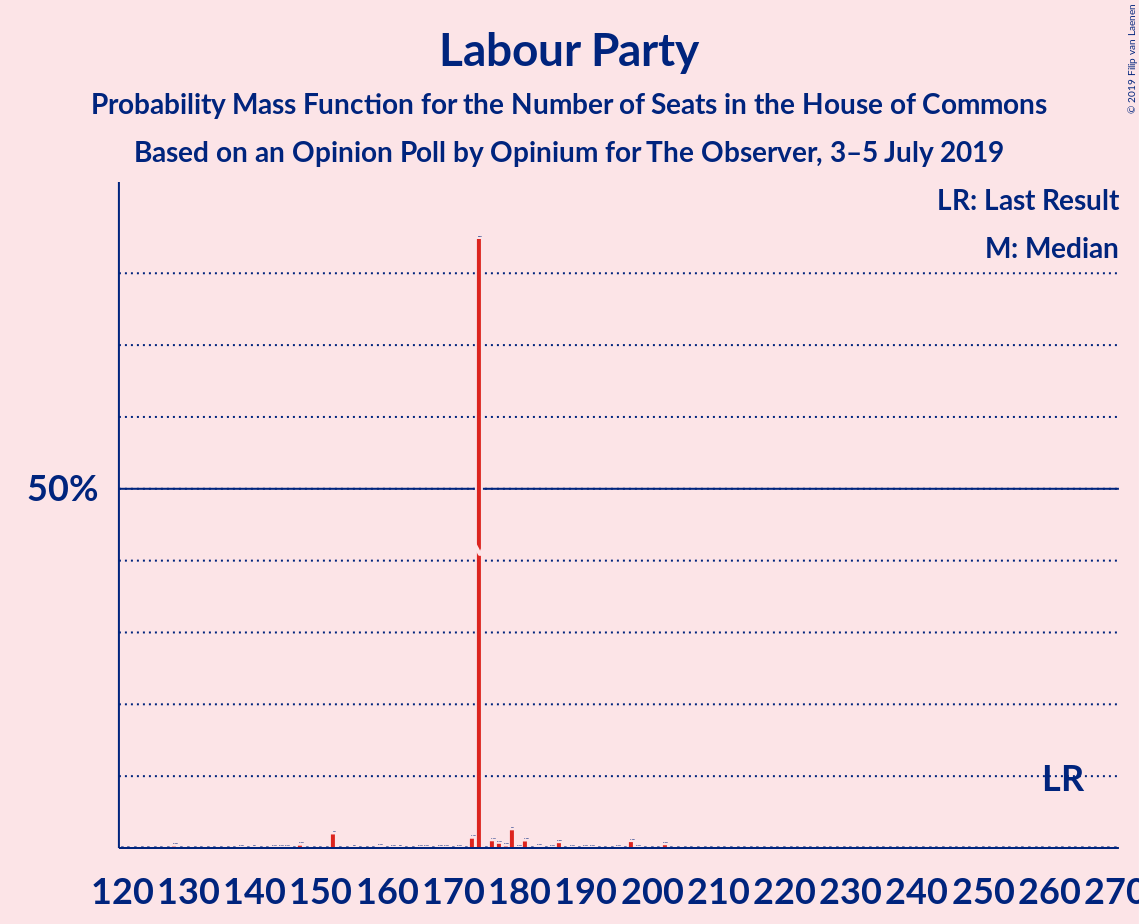 Labour Party
Probability Mass Function for the Number of Seats in the House of Commons
Based on an Opinion Poll by Opinium for The Observer, 3–5 July 2019
© 2019 Filip van Laenen
LR: Last Result
M: Median
50%
LR
120 130 140 150 160 170 180 190 200 210 220 230 240 250 260 270